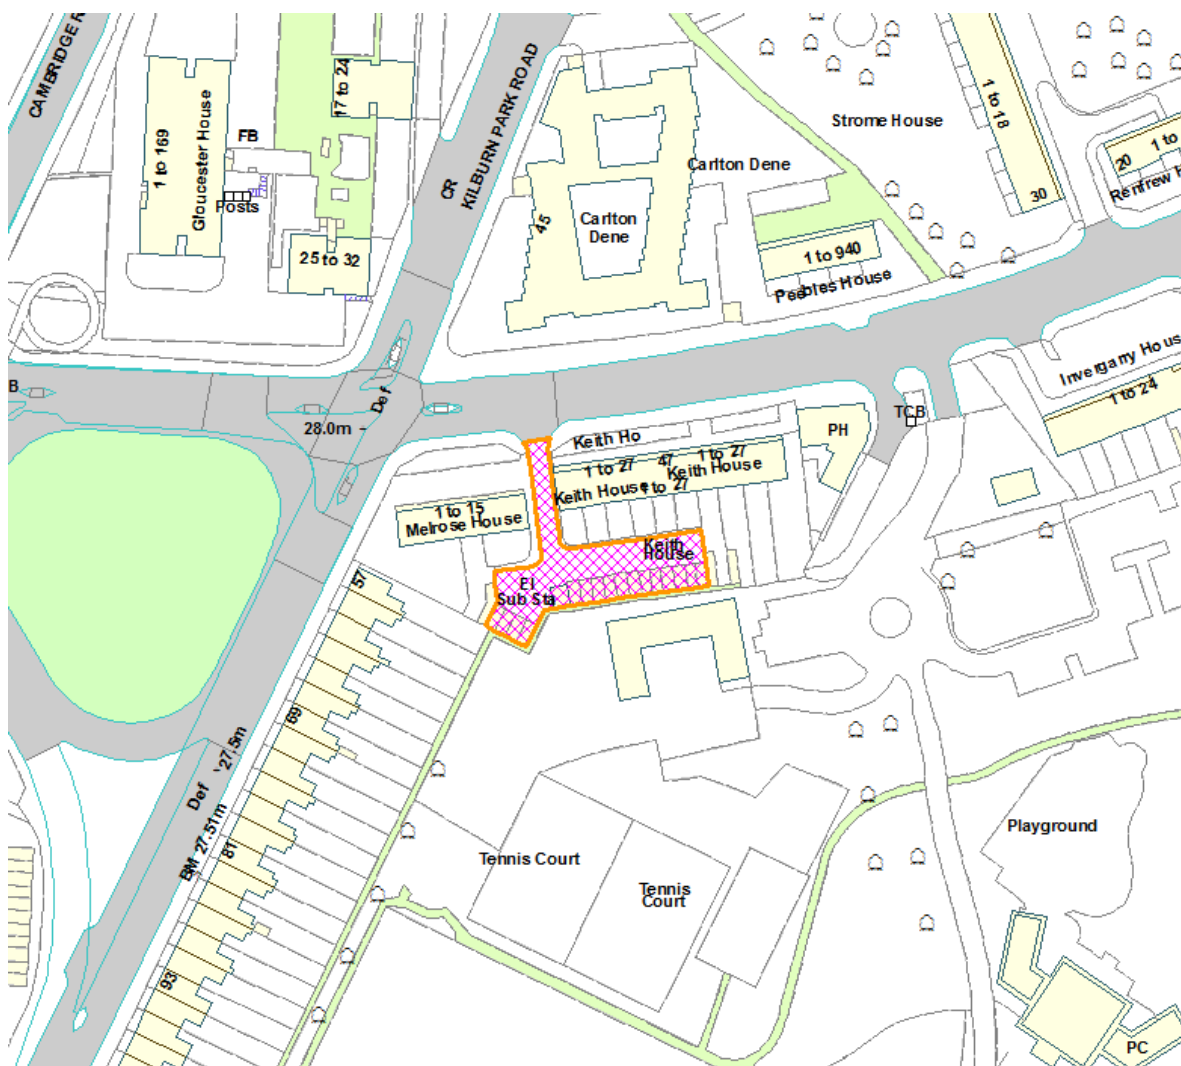 CAMBRIDGE R
17 to 24
CR
KILBURN PARK ROAD
1 to 169
Gloucester House
FB
Posts
25 to 32
45
Carlton
Dene
Carlton Dene
Strome House
1 to 18
30
20
1 to
Renfrew H
1 to 940
Peebles House
B
28.0m
Def
Invergarry Hous
1 to 24
TCB
PH
Keith Ho
1 to 27
47
1 to 27
Keith House
Keith House
1 to 27
1 to 15
Melrose House
Keith
House
El
Sub Sta
57
69
81
93
27.5m
Def
BM 27.51m
Tennis Court
Tennis
Court
Playground
PC